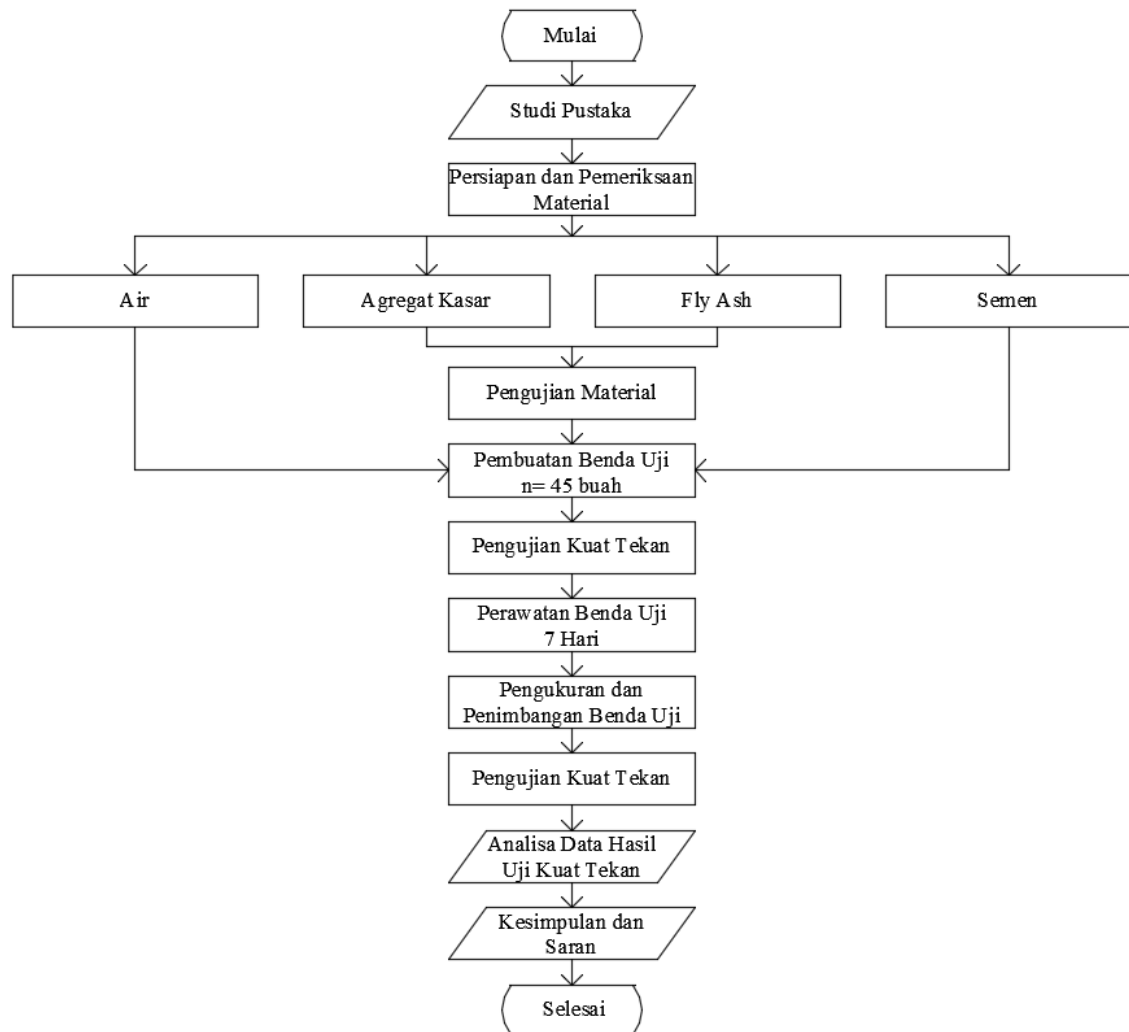 Mulai
Studi Pustaka
Persiapan dan Pemeriksaan
Material
Air
Agregat Kasar
Fly Ash
Semen
Pengujian Material
Pembuatan Benda Uji
n= 45 buah
Pengujian Kuat Tekan
Perawatan Benda Uji
7 Hari
Pengukuran dan
Penimbangan Benda Uji
Pengujian Kuat Tekan
Analisa Data Hasil
Uji Kuat Tekan
Kesimpulan dan
Saran
Selesai